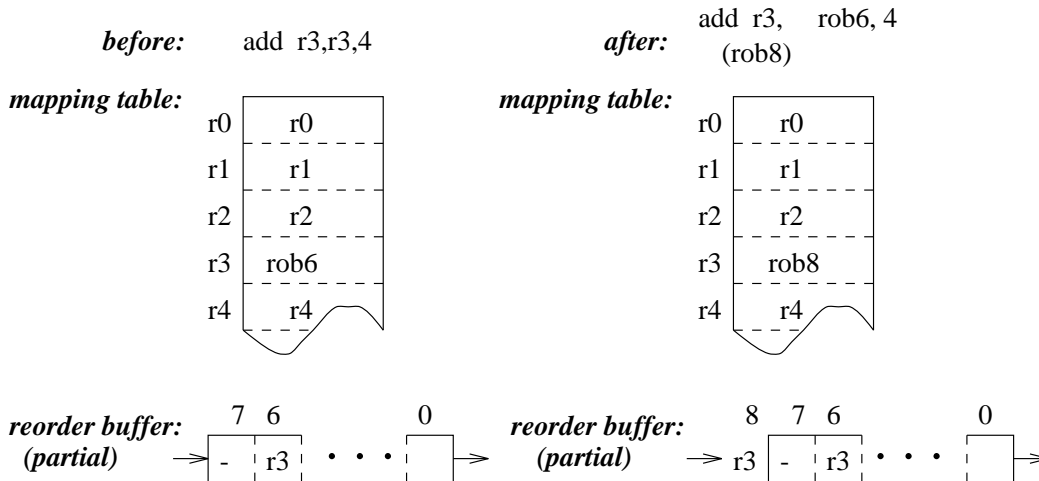 before: add r3,r3,4
mapping table:
r0 r0
r1 r1
r2 r2
r3 rob6
r4 r4
7 6 0
reorder buffer:
(partial) - r3 • • •
after: add r3, rob6, 4
(rob8)
mapping table:
r0 r0
r1 r1
r2 r2
r3 rob8
r4 r4
8 7 6 0
reorder buffer:
(partial) r3 - r3 • • •